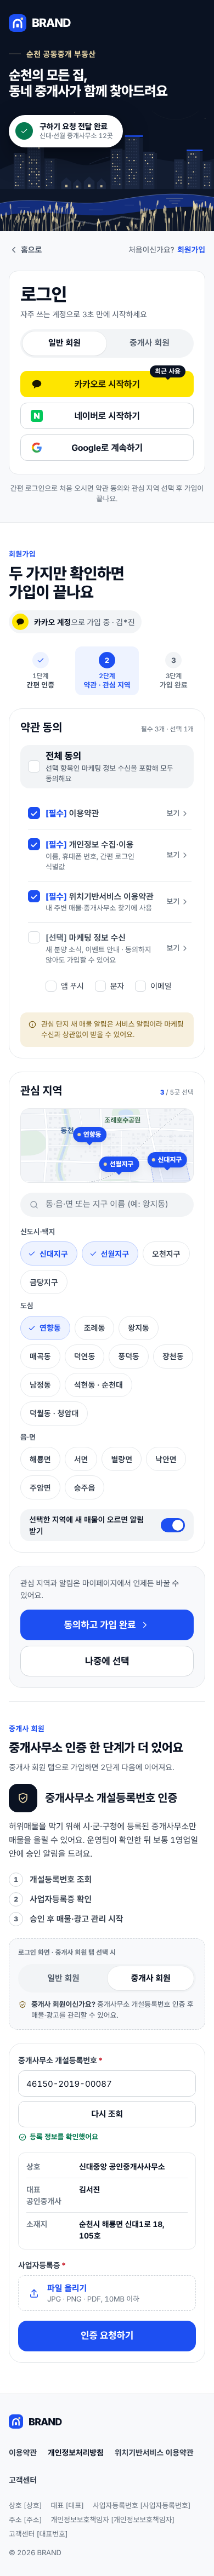 BRAND
순천 공동중개 부동산
순천의 모든 집,
동네 중개사가 함께 찾아드려요
구하기 요청 전달 완료
신대·선월 중개사무소 12곳
홈으로
처음이신가요? 회원가입
로그인
자주 쓰는 계정으로 3초 만에 시작하세요
일반 회원
중개사 회원
최근 사용
카카오로 시작하기
네이버로 시작하기
Google로 계속하기
간편 로그인으로 처음 오시면 약관 동의와 관심 지역 선택 후 가입이
끝나요.
회원가입
두 가지만 확인하면
가입이 끝나요
카카오 계정으로 가입 중 · 김*진
1단계
간편 인증
2
2단계
약관 · 관심 지역
3
3단계
가입 완료
약관 동의
필수 3개 · 선택 1개
전체 동의
선택 항목인 마케팅 정보 수신을 포함해 모두
동의해요
[필수] 이용약관
보기
[필수] 개인정보 수집·이용
이름, 휴대폰 번호, 간편 로그인
식별값
보기
[필수] 위치기반서비스 이용약관
내 주변 매물·중개사무소 찾기에 사용
보기
[선택] 마케팅 정보 수신
새 분양 소식, 이벤트 안내 · 동의하지
않아도 가입할 수 있어요
보기
앱 푸시
문자
이메일
관심 단지 새 매물 알림은 서비스 알림이라 마케팅
수신과 상관없이 받을 수 있어요.
관심 지역
3 / 5곳 선택
조례호수공원
동천
연향동
신대지구
선월지구
동·읍·면 또는 지구 이름 (예: 왕지동)
신도시·택지
신대지구
선월지구
오천지구
금당지구
도심
연향동
조례동
왕지동
매곡동
덕연동
풍덕동
장천동
남정동
석현동 · 순천대
덕월동 · 청암대
읍·면
해룡면
서면
별량면
낙안면
주암면
승주읍
선택한 지역에 새 매물이 오르면 알림
받기
관심 지역과 알림은 마이페이지에서 언제든 바꿀 수
있어요.
동의하고 가입 완료
나중에 선택
중개사 회원
중개사무소 인증 한 단계가 더 있어요
중개사 회원 탭으로 가입하면 2단계 다음에 이어져요.
중개사무소 개설등록번호 인증
허위매물을 막기 위해 시·군·구청에 등록된 중개사무소만
매물을 올릴 수 있어요. 운영팀이 확인한 뒤 보통 1영업일
안에 승인 알림을 드려요.
1 개설등록번호 조회
2 사업자등록증 확인
3 승인 후 매물·광고 관리 시작
로그인 화면 · 중개사 회원 탭 선택 시
일반 회원
중개사 회원
중개사 회원이신가요? 중개사무소 개설등록번호 인증 후
매물·광고를 관리할 수 있어요.
중개사무소 개설등록번호 *
46150-2019-00087
다시 조회
등록 정보를 확인했어요
상호
신대중앙 공인중개사사무소
대표
공인중개사
김서진
소재지
순천시 해룡면 신대1로 18,
105호
사업자등록증 *
파일 올리기
JPG · PNG · PDF, 10MB 이하
인증 요청하기
BRAND
이용약관
개인정보처리방침
위치기반서비스 이용약관
고객센터
상호 [상호]
대표 [대표]
사업자등록번호 [사업자등록번호]
주소 [주소]
개인정보보호책임자 [개인정보보호책임자]
고객센터 [대표번호]
© 2026 BRAND